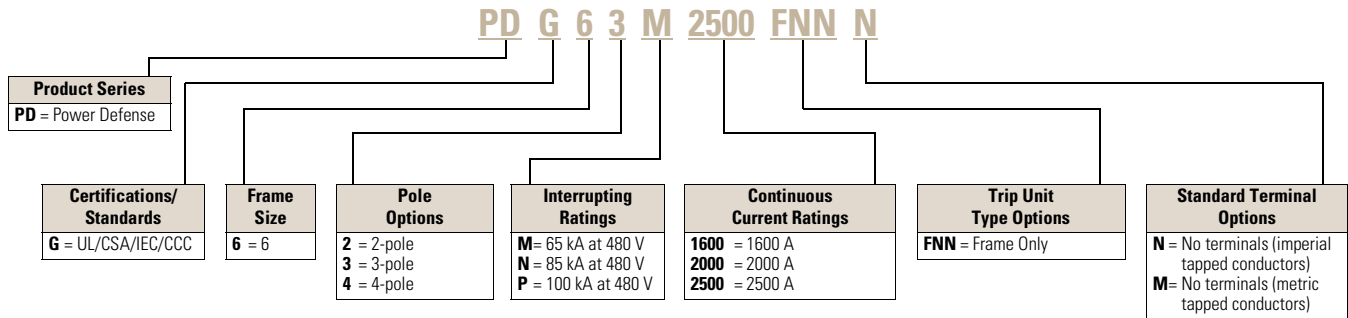 PD G 6 3 M 2500 FNN N
Product Series
PD = Power Defense
Certifications/
Standards
G = UL/CSA/IEC/CCC
Frame
Size
6 = 6
Pole
Options
2 = 2-pole
3 = 3-pole
4 = 4-pole
Interrupting
Ratings
M= 65 kA at 480 V
N = 85 kA at 480 V
P = 100 kA at 480 V
Continuous
Current Ratings
1600 = 1600 A
2000 = 2000 A
2500 = 2500 A
Trip Unit
Type Options
FNN = Frame Only
Standard Terminal
Options
N = No terminals (imperial
tapped conductors)
M= No terminals (metric
tapped conductors)